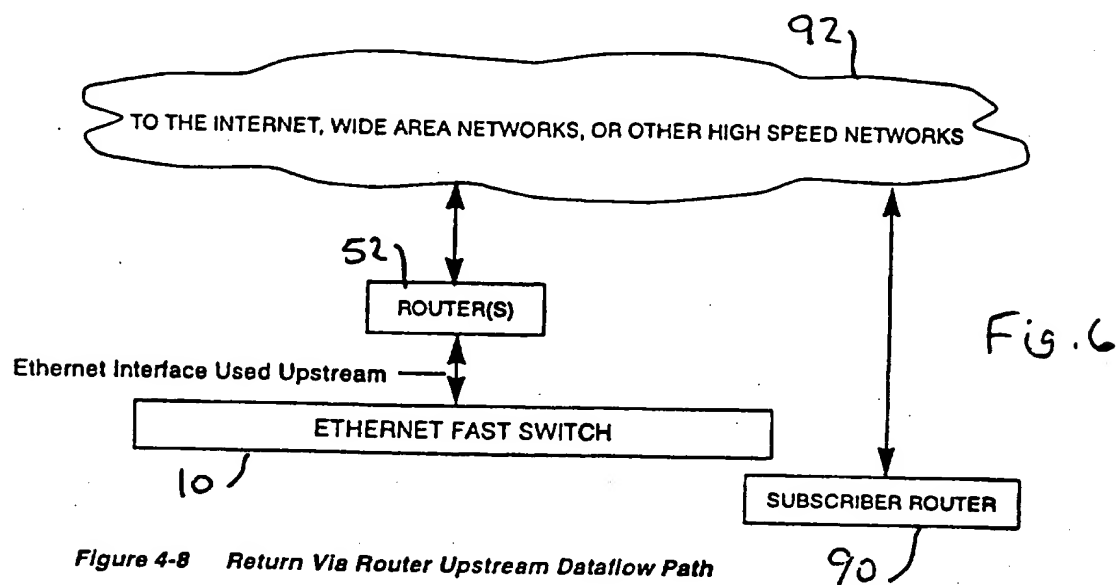 92
TO THE INTERNET, WIDE AREA NETWORKS, OR OTHER HIGH SPEED NETWORKS
52
ROUTER(S)
Fig. 6
Ethernet Interface Used Upstream
ETHERNET FAST SWITCH
10
SUBSCRIBER ROUTER
Figure 4-8 Return Via Router Upstream Dataflow Path
90